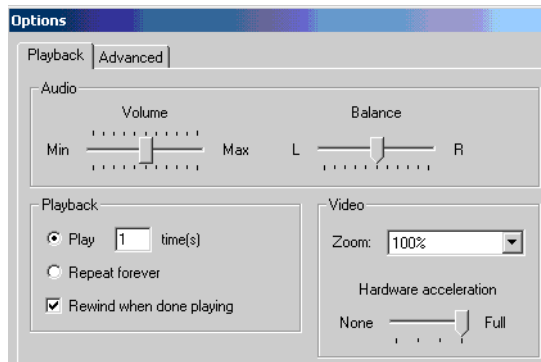 Options
Playback Advanced
Audio
Volume Balance
Min Max L R
Playback
Play 1 time(s)
Repeat forever
Rewind when done playing
Video
Zoom: 100%
Hardware acceleration
None Full